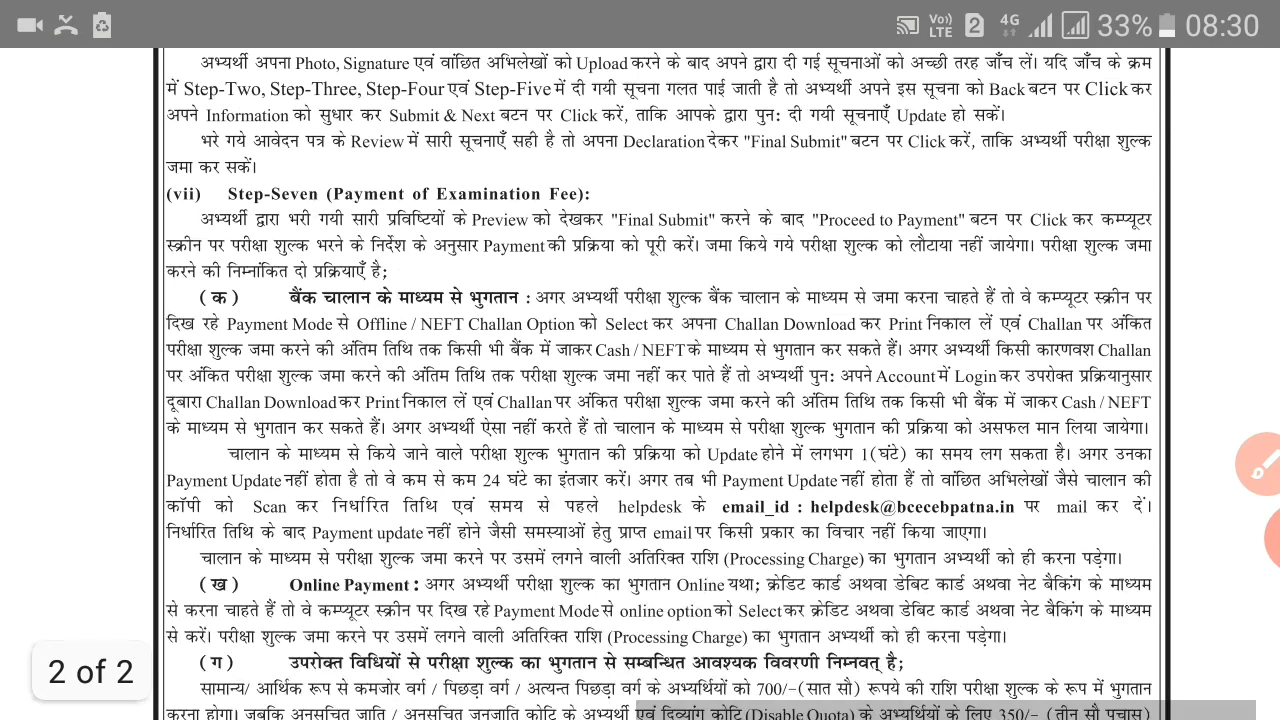 Vo) LTE 2 4G 33% 08:30
अभ्यर्थी अपना Photo, Signature एवं वांछित अभिलेखों को Upload करने के बाद अपने द्वारा दी गई सूचनाओं को अच्छी तरह जाँच लें। यदि जाँच के क्रम
में Step-Two, Step-Three, Step-Four एवं Step-Five में दी गयी सूचना गलत पाई जाती है तो अभ्यर्थी अपने इस सूचना को Back बटन पर Click कर
अपने Information को सुधार कर Submit & Next बटन पर Click करें, ताकि आपके द्वारा पुन: दी गयी सूचनाएँ Update हो सकें।
भरे गये आवेदन पत्र के Review में सारी सूचनाएँ सही है तो अपना Declaration देकर "Final Submit" बटन पर Click करें, ताकि अभ्यर्थी परीक्षा शुल्क
जमा कर सकें।
(vii) Step-Seven (Payment of Examination Fee):
अभ्यर्थी द्वारा भरी गयी सारी प्रविष्टियों के Preview को देखकर "Final Submit" करने के बाद "Proceed to Payment" बटन पर Click कर कम्प्यूटर
स्क्रीन पर परीक्षा शुल्क भरने के निर्देश के अनुसार Payment की प्रक्रिया को पूरी करें। जमा किये गये परीक्षा शुल्क को लौटाया नहीं जायेगा। परीक्षा शुल्क जमा
करने की निम्नांकित दो प्रक्रियाएँ है;
(क) बैंक चालान के माध्यम से भुगतान : अगर अभ्यर्थी परीक्षा शुल्क बैंक चालान के माध्यम से जमा करना चाहते हैं तो वे कम्प्यूटर स्क्रीन पर
दिख रहे Payment Mode से Offline / NEFT Challan Option को Select कर अपना Challan Download कर Print निकाल लें एवं Challan पर अंकित
परीक्षा शुल्क जमा करने की अंतिम तिथि तक किसी भी बैंक में जाकर Cash / NEFT के माध्यम से भुगतान कर सकते हैं। अगर अभ्यर्थी किसी कारणवश Challan
पर अंकित परीक्षा शुल्क जमा करने की अंतिम तिथि तक परीक्षा शुल्क जमा नहीं कर पाते हैं तो अभ्यर्थी पुन: अपने Account में Login कर उपरोक्त प्रक्रियानुसार
दूबारा Challan Download कर Print निकाल लें एवं Challan पर अंकित परीक्षा शुल्क जमा करने की अंतिम तिथि तक किसी भी बैंक में जाकर Cash / NEFT
के माध्यम से भुगतान कर सकते हैं। अगर अभ्यर्थी ऐसा नहीं करते हैं तो चालान के माध्यम से परीक्षा शुल्क भुगतान की प्रक्रिया को असफल मान लिया जायेगा।
चालान के माध्यम से किये जाने वाले परीक्षा शुल्क भुगतान की प्रक्रिया को Update होने में लगभग 1(घंटे) का समय लग सकता है। अगर उनका
Payment Update नहीं होता है तो वे कम से कम 24 घंटे का इंतजार करें। अगर तब भी Payment Update नहीं होता हैं तो वांछित अभिलेखों जैसे चालान की
कॉपी को Scan कर निर्धारित तिथि एवं समय से पहले helpdesk के email_id : helpdesk@bcecebpatna.in पर mail कर दें।
निर्धारित तिथि के बाद Payment update नहीं होने जैसी समस्याओं हेतु प्राप्त email पर किसी प्रकार का विचार नहीं किया जाएगा।
चालान के माध्यम से परीक्षा शुल्क जमा करने पर उसमें लगने वाली अतिरिक्त राशि (Processing Charge) का भुगतान अभ्यर्थी को ही करना पड़ेगा।
(ख) Online Payment : अगर अभ्यर्थी परीक्षा शुल्क का भुगतान Online यथा; क्रेडिट कार्ड अथवा डेबिट कार्ड अथवा नेट बैकिंग के माध्यम
से करना चाहते हैं तो वे कम्प्यूटर स्क्रीन पर दिख रहे Payment Mode से online option को Select कर क्रेडिट अथवा डेबिट कार्ड अथवा नेट बैकिंग के माध्यम
से करें। परीक्षा शुल्क जमा करने पर उसमें लगने वाली अतिरिक्त राशि (Processing Charge) का भुगतान अभ्यर्थी को ही करना पड़ेगा।
(ग) उपरोक्त विधियों से परीक्षा शुल्क का भुगतान से सम्बन्धित आवश्यक विवरणी निम्नवत् है;
सामान्य/ आर्थिक रूप से कमजोर वर्ग / पिछड़ा वर्ग / अत्यन्त पिछड़ा वर्ग के अभ्यर्थियों को 700/-(सात सौ) रूपये की राशि परीक्षा शुल्क के रूप में भुगतान
करना होगा। जबकि अनुसूचित जाति / अनुसूचित जनजाति कोटि के अभ्यर्थी एवं दिव्यांग कोटि (Disable Quota) के अभ्यर्थियों के लिए 350/- (तीन सौ पचास)
2 of 2